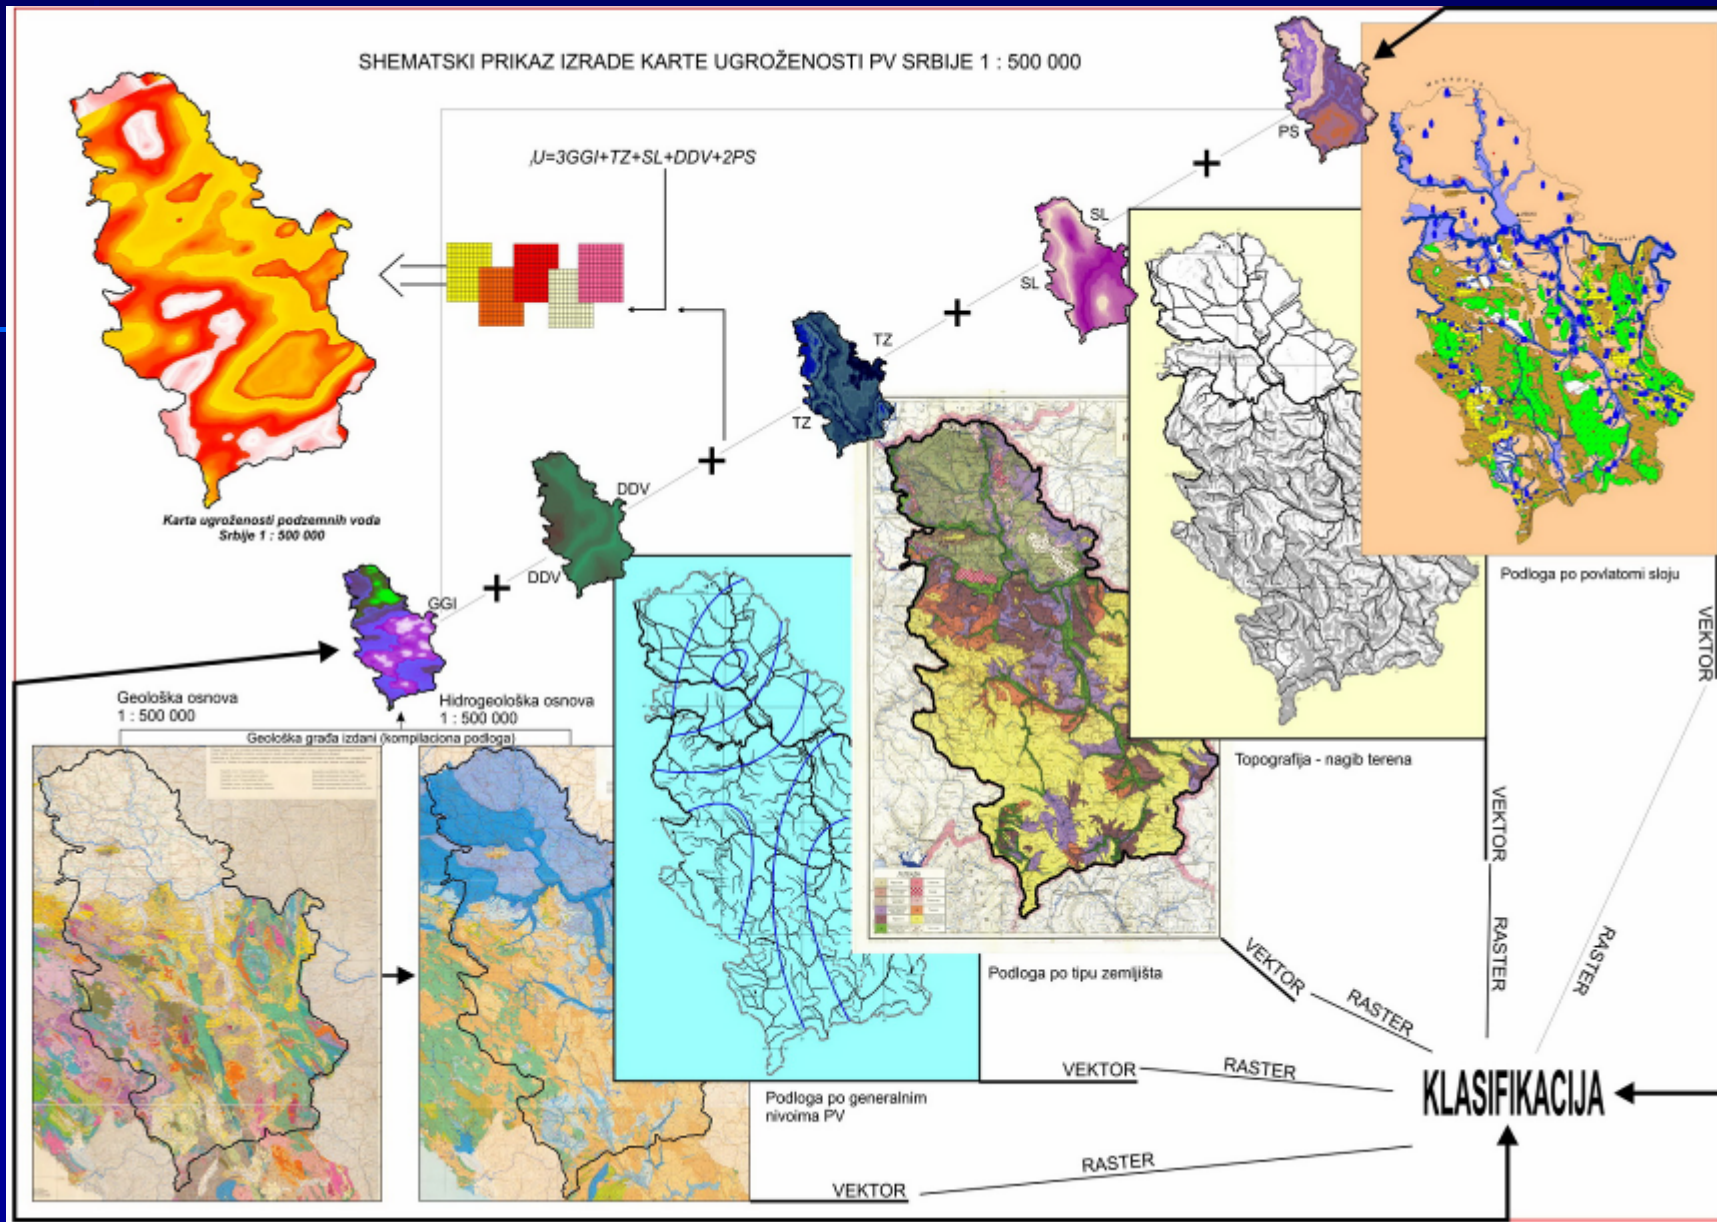 SHEMATSKI PRIKAZ IZRADE KARTE UGROŽENOSTI PV SRBIJE 1 : 500 000
PS
U=3GGI+TZ+SL+DDV+2PS
SL
SL
TZ
TZ
DDV
DDV
GGI
Karta ugroženosti podzemnih voda
Srbije 1 : 500 000
Podloga po povlatomi sloju
VEKTOR
Geološka osnova
1 : 500 000
Hidrogeološka osnova
1 : 500 000
Geološka građa izdani (kompilaciona podloga)
Topografija - nagib terena
VEKTOR
RASTER
RASTER
Podloga po tipu zemljišta
VEKTOR
RASTER
VEKTOR
RASTER
KLASIFIKACIJA
Podloga po generalnim
nivoima PV
RASTER
VEKTOR